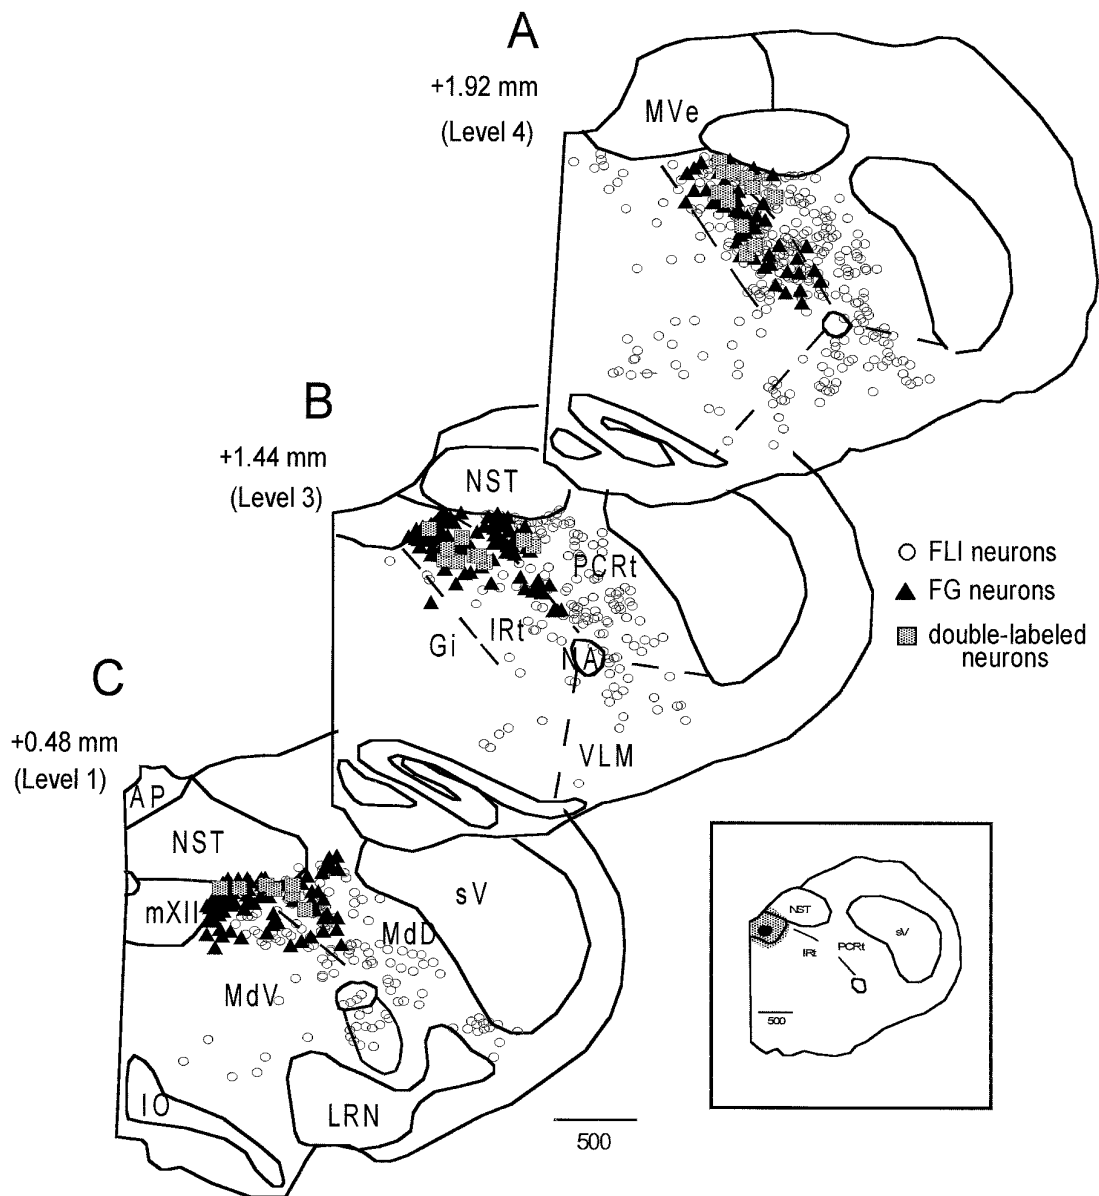 A
+1.92 mm
(Level 4)
MVe
B
+1.44 mm
(Level 3)
NST
PCRt
IRt
Gi
NA
VLM
FLI neurons
FG neurons
double-labeled
neurons
C
+0.48 mm
(Level 1)
AP
NST
mXII
sV
MdD
MdV
IO
LRN
500
NST
sV
PCRt
IRt
500